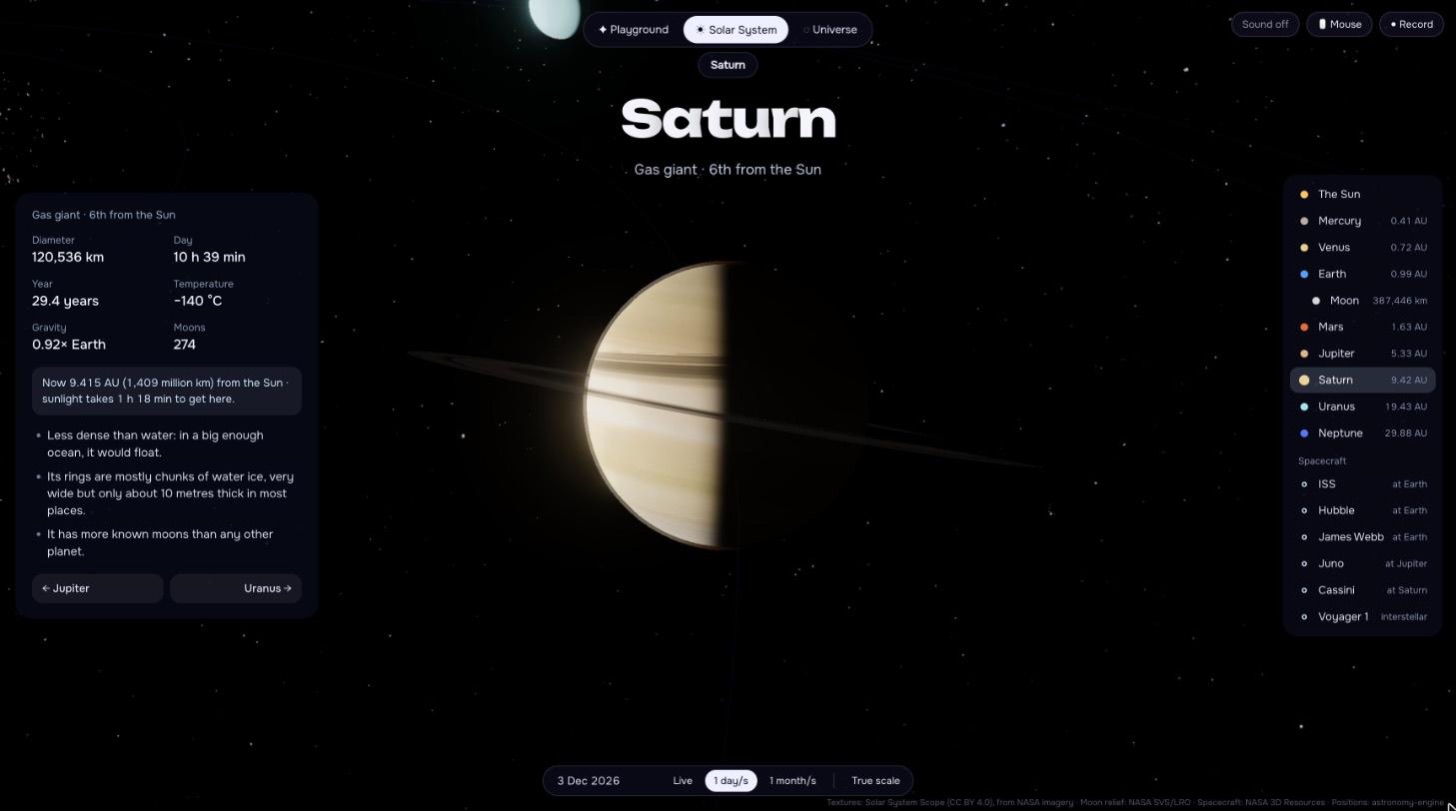 ✦ Playground
☀ Solar System
Universe
Sound off
Mouse
Record
Saturn
Saturn
Gas giant · 6th from the Sun
Gas giant · 6th from the Sun
Diameter
120,536 km
Day
10 h 39 min
Year
29.4 years
Temperature
−140 °C
Gravity
0.92× Earth
Moons
274
Now 9.415 AU (1,409 million km) from the Sun ·
sunlight takes 1 h 18 min to get here.
• Less dense than water: in a big enough
ocean, it would float.
• Its rings are mostly chunks of water ice, very
wide but only about 10 metres thick in most
places.
• It has more known moons than any other
planet.
← Jupiter
Uranus →
The Sun
Mercury 0.41 AU
Venus 0.72 AU
Earth 0.99 AU
Moon 387,446 km
Mars 1.63 AU
Jupiter 5.33 AU
Saturn 9.42 AU
Uranus 19.43 AU
Neptune 29.88 AU
Spacecraft
ISS at Earth
Hubble at Earth
James Webb at Earth
Juno at Jupiter
Cassini at Saturn
Voyager 1 interstellar
3 Dec 2026
Live
1 day/s
1 month/s
True scale
Textures: Solar System Scope (CC BY 4.0), from NASA imagery · Moon relief: NASA SVS/LRO · Spacecraft: NASA 3D Resources · Positions: astronomy-engine